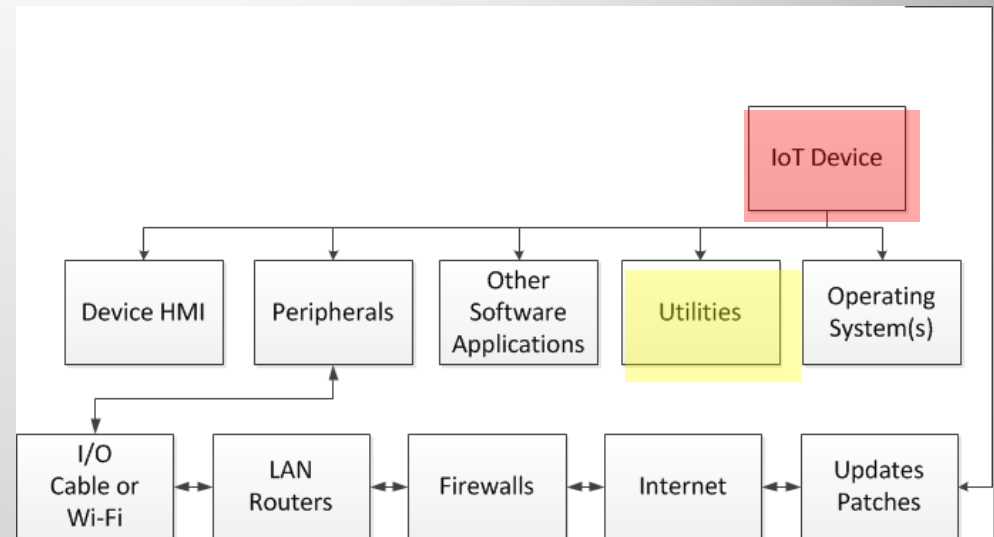 IoT Device
Device HMI
Peripherals
Other
Software
Applications
Utilities
Operating
System(s)
I/O
Cable or
Wi-Fi
LAN
Routers
Firewalls
Internet
Updates
Patches